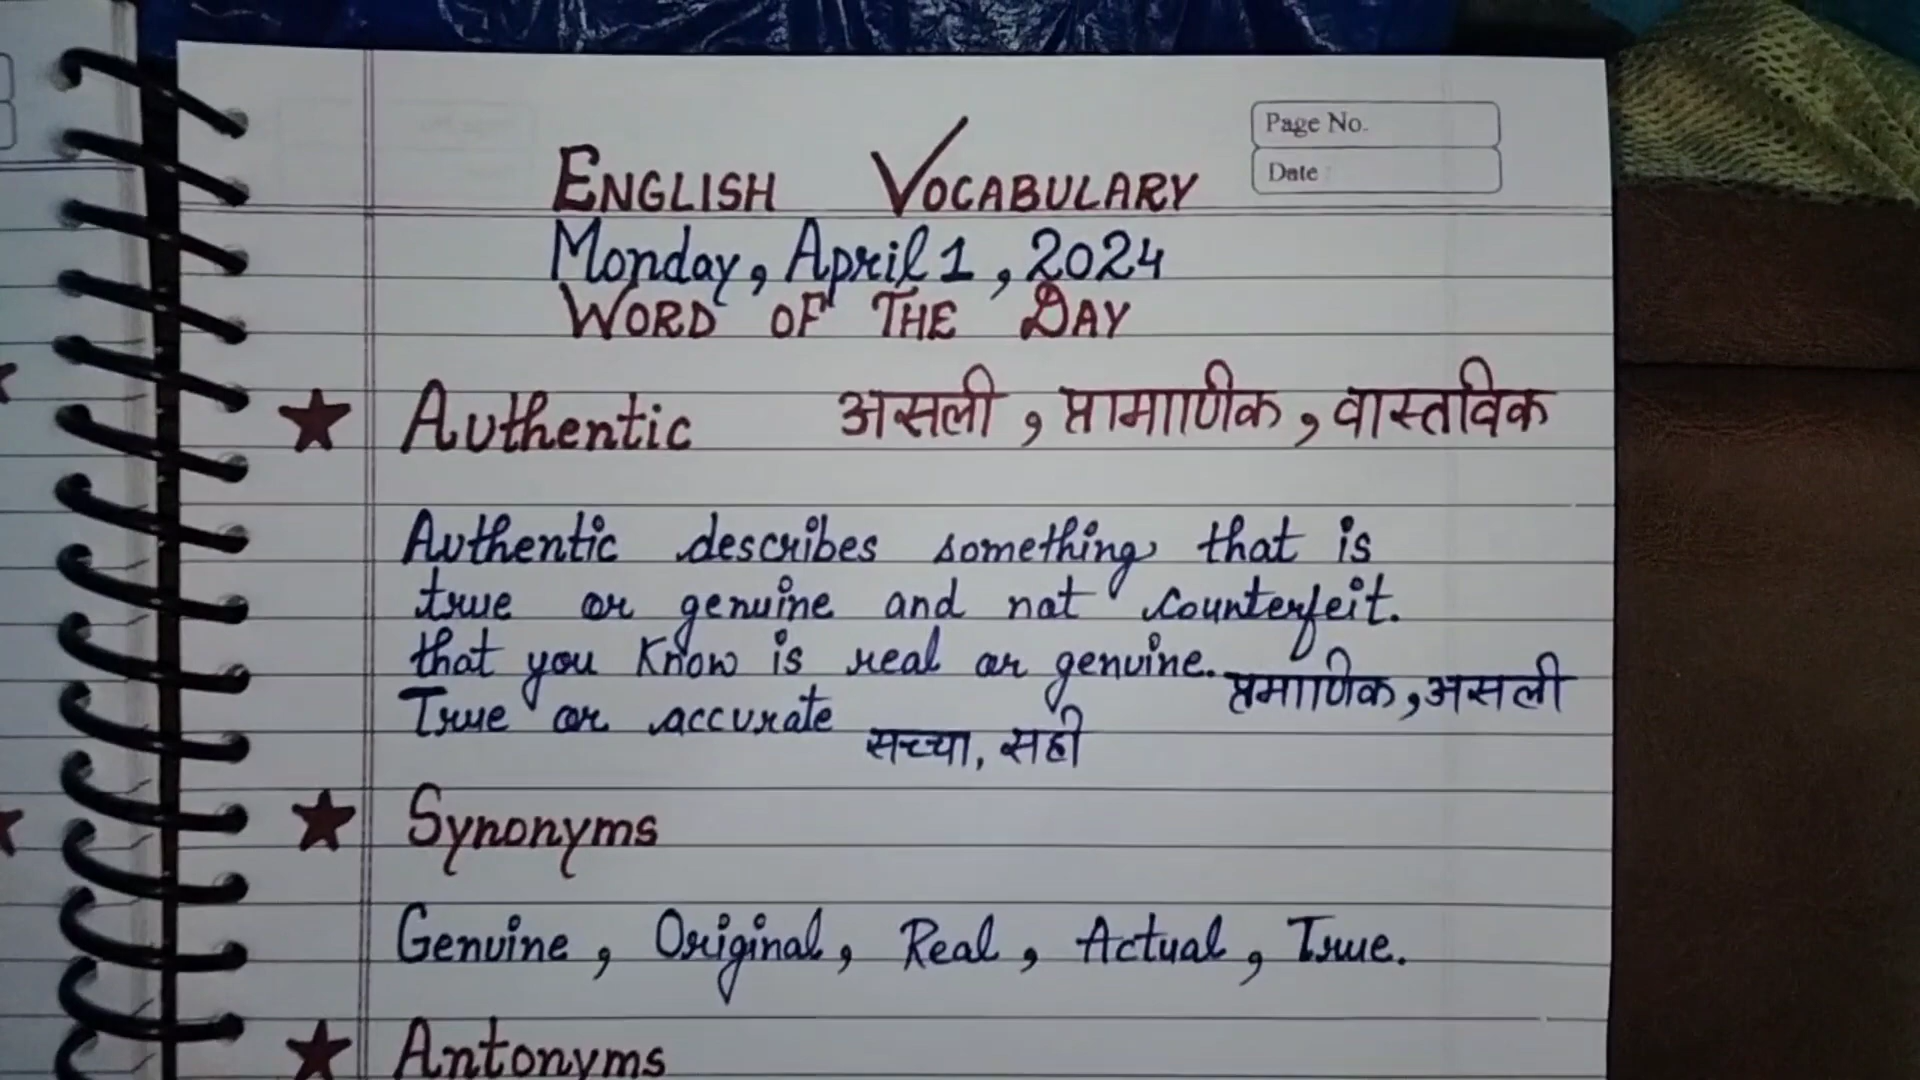 Page No.
Date
ENGLISH VOCABULARY
Monday, April 1, 2024
WORD OF THE DAY
★ Authentic असली, प्रामाणिक, वास्तविक
Authentic describes something that is
true or genuine and not counterfeit.
that you Know is real or genuine. प्रमाणिक, असली
True or accurate सच्चा, सही
★ Synonyms
Genuine, Original, Real, Actual, True.
★ Antonyms